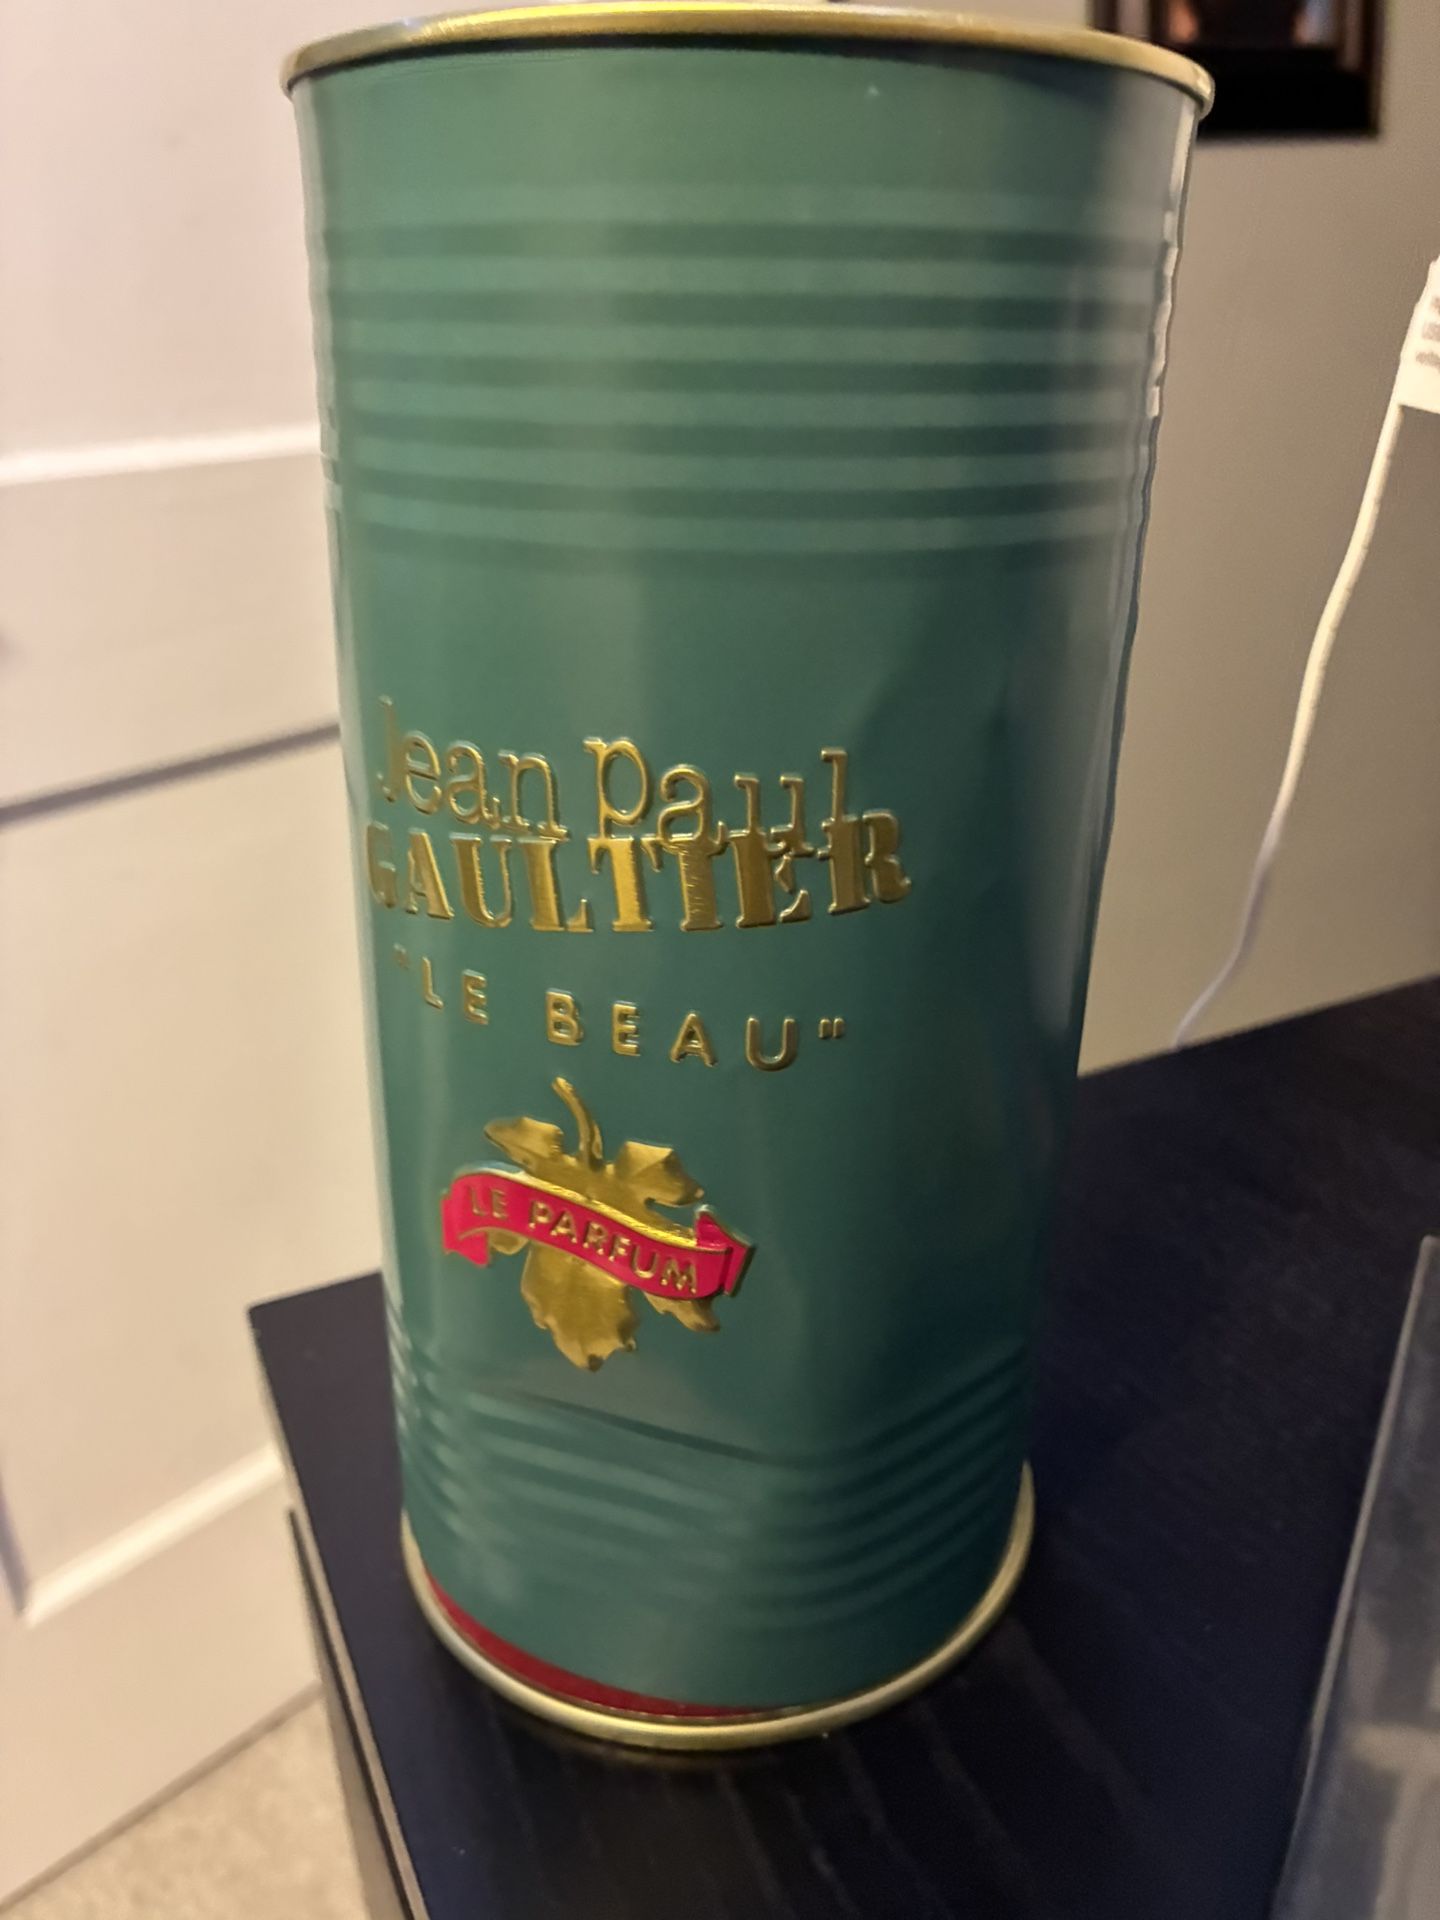 Jean Paul
GAULTIER
"LE BEAU"
LE PARFUM